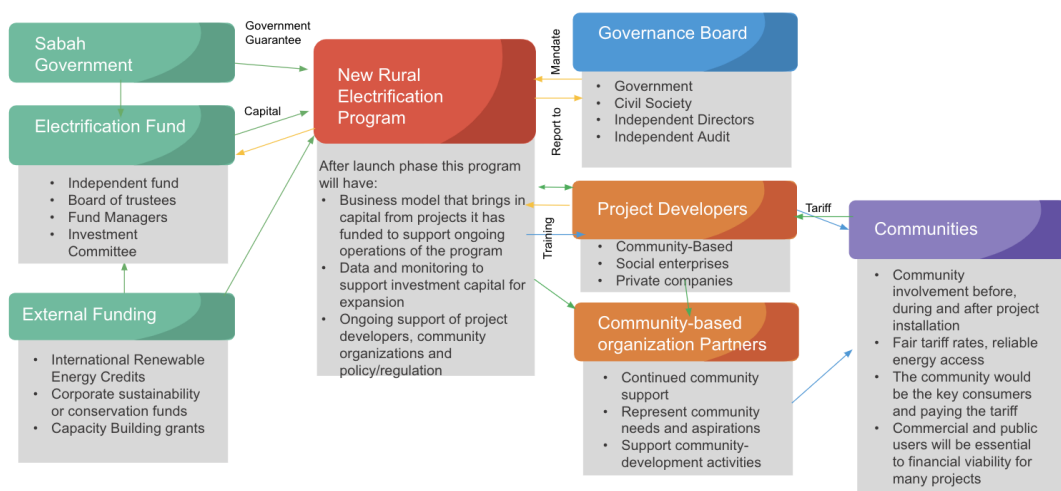 Sabah
Government
Government
Guarantee
Electrification Fund
Capital
• Independent fund
• Board of trustees
• Fund Managers
• Investment
Committee
External Funding
• International Renewable
Energy Credits
• Corporate sustainability
or conservation funds
• Capacity Building grants
New Rural
Electrification
Program
After launch phase this program
will have:
• Business model that brings in
capital from projects it has
funded to support ongoing
operations of the program
• Data and monitoring to
support investment capital for
expansion
• Ongoing support of project
developers, community
organizations and
policy/regulation
Mandate
Report to
Training
Governance Board
• Government
• Civil Society
• Independent Directors
• Independent Audit
Project Developers
• Community-Based
• Social enterprises
• Private companies
Community-based
organization Partners
• Continued community
support
• Represent community
needs and aspirations
• Support community-
development activities
Tariff
Communities
• Community
involvement before,
during and after project
installation
• Fair tariff rates, reliable
energy access
• The community would
be the key consumers
and paying the tariff
• Commercial and public
users will be essential
to financial viability for
many projects